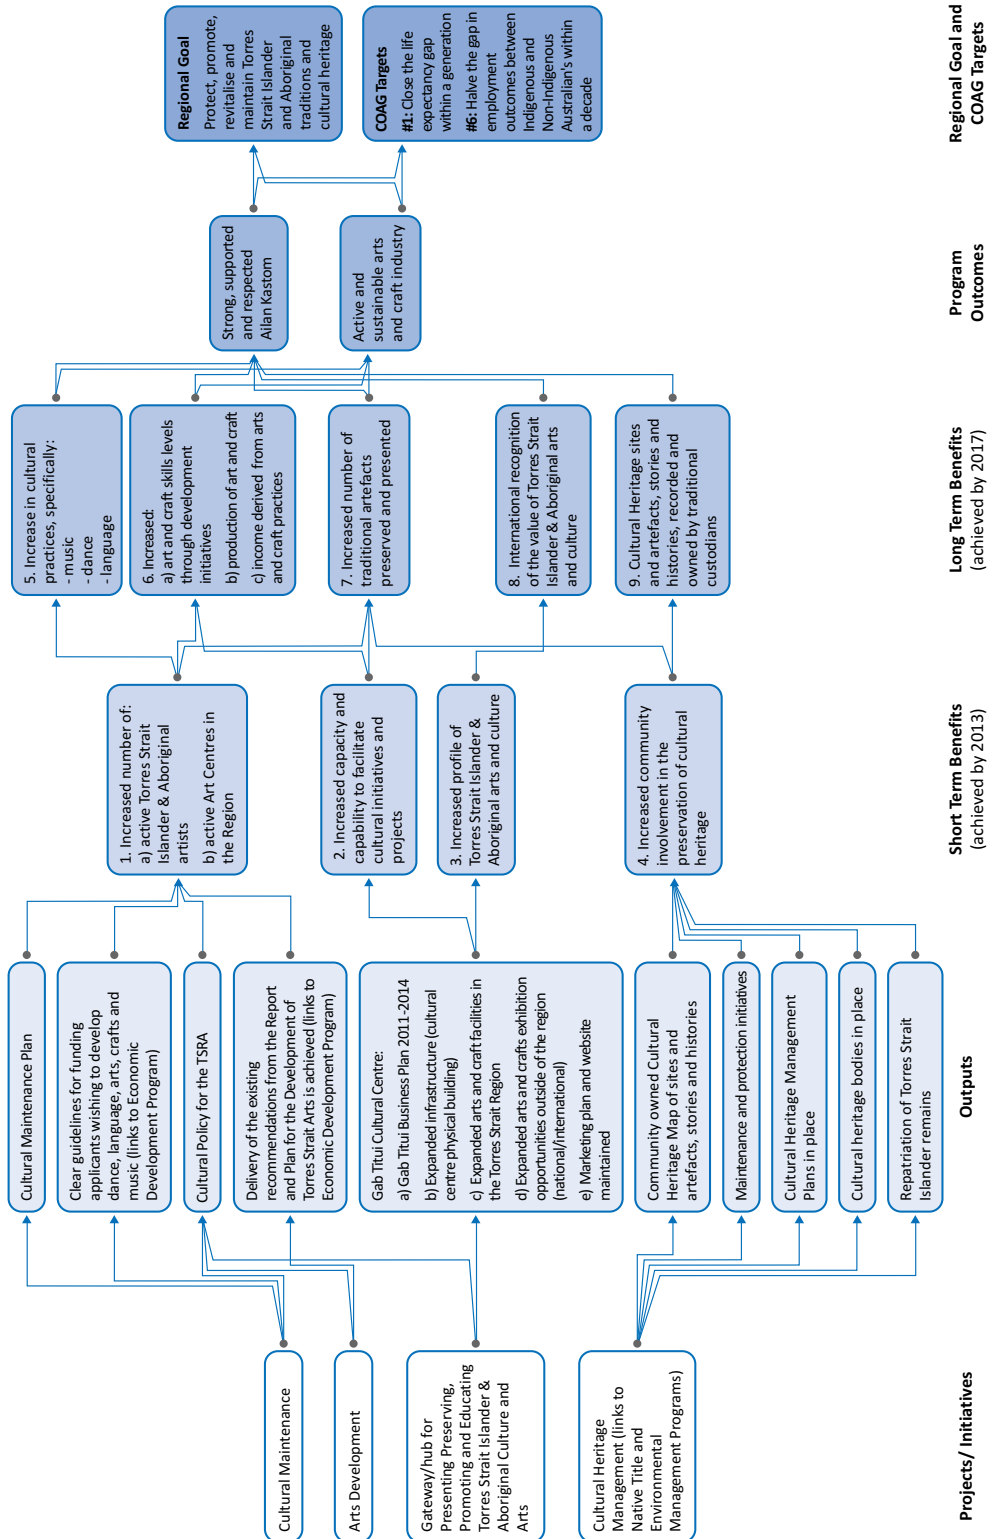 Cultural Maintenance
Arts Development
Gateway/hub for
Presenting Preserving,
Promoting and Educating
Torres Strait Islander &
Aboriginal Culture and
Arts
Cultural Heritage
Management (links to
Native Title and
Environmental
Management Programs)
Projects/ Initiatives
Cultural Maintenance Plan
Clear guidelines for funding
applicants wishing to develop
dance, language, arts, crafts and
music (links to Economic
Development Program)
Cultural Policy for the TSRA
Delivery of the existing
recommendations from the Report
and Plan for the Development of
Torres Strait Arts is achieved (links to
Economic Development Program)
Gab Titui Cultural Centre:
a) Gab Titui Business Plan 2011-2014
b) Expanded infrastructure (cultural
centre physical building)
c) Expanded arts and craft facilities in
the Torres Strait Region
d) Expanded arts and crafts exhibition
opportunities outside of the region
(national/international)
e) Marketing plan and website
maintained
Community owned Cultural
Heritage Map of sites and
artefacts, stories and histories
Maintenance and protection initiatives
Cultural Heritage Management
Plans in place
Cultural heritage bodies in place
Repatriation of Torres Strait
Islander remains
Outputs
1. Increased number of:
a) active Torres Strait
Islander & Aboriginal
artists
b) active Art Centres in
the Region
2. Increased capacity and
capability to facilitate
cultural initiatives and
projects
3. Increased profile of
Torres Strait Islander &
Aboriginal arts and culture
4. Increased community
involvement in the
preservation of cultural
heritage
Short Term Benefits
(achieved by 2013)
5. Increase in cultural
practices, specifically:
- music
- dance
- language
6. Increased:
a) art and craft skills levels
through development
initiatives
b) production of art and craft
c) income derived from arts
and craft practices
7. Increased number of
traditional artefacts
preserved and presented
8. International recognition
of the value of Torres Strait
Islander & Aboriginal arts
and culture
9. Cultural Heritage sites
and artefacts, stories and
histories, recorded and
owned by traditional
custodians
Long Term Benefits
(achieved by 2017)
Strong, supported
and respected
Ailan Kastom
Active and
sustainable arts
and craft industry
Program
Outcomes
Regional Goal
Protect, promote,
revitalise and
maintain Torres
Strait Islander
and Aboriginal
traditions and
cultural heritage
COAG Targets
#1: Close the life
expectancy gap
within a generation
#6: Halve the gap in
employment
outcomes between
Indigenous and
Non-Indigenous
Australian's within
a decade
Regional Goal and
COAG Targets